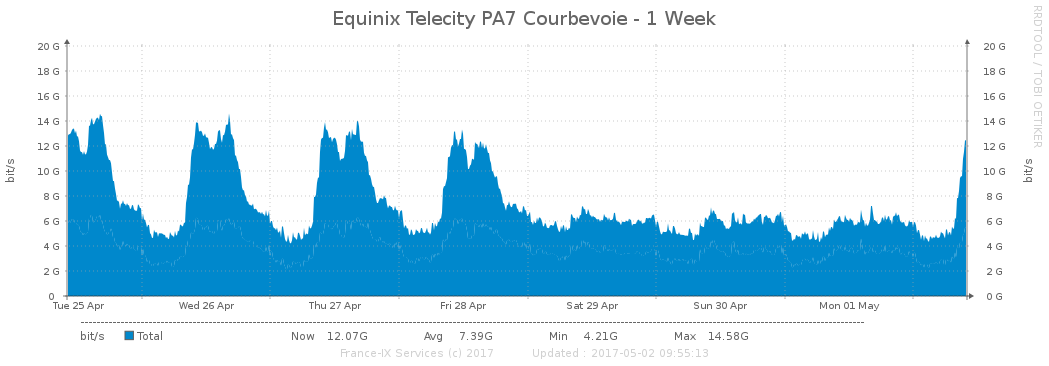 Equinix Telecity PA7 Courbevoie - 1 Week
RRDTOOL / TOBI OETIKER
20 G 20 G
18 G 18 G
16 G 16 G
14 G 14 G
12 G 12 G
10 G 10 G
8 G 8 G
6 G 6 G
4 G 4 G
2 G 2 G
0 0 G
bit/s bit/s
Tue 25 Apr Wed 26 Apr Thu 27 Apr Fri 28 Apr Sat 29 Apr Sun 30 Apr Mon 01 May
bit/s Total Now 12.07G Avg 7.39G Min 4.21G Max 14.58G
France-IX Services (c) 2017 Updated : 2017-05-02 09:55:13